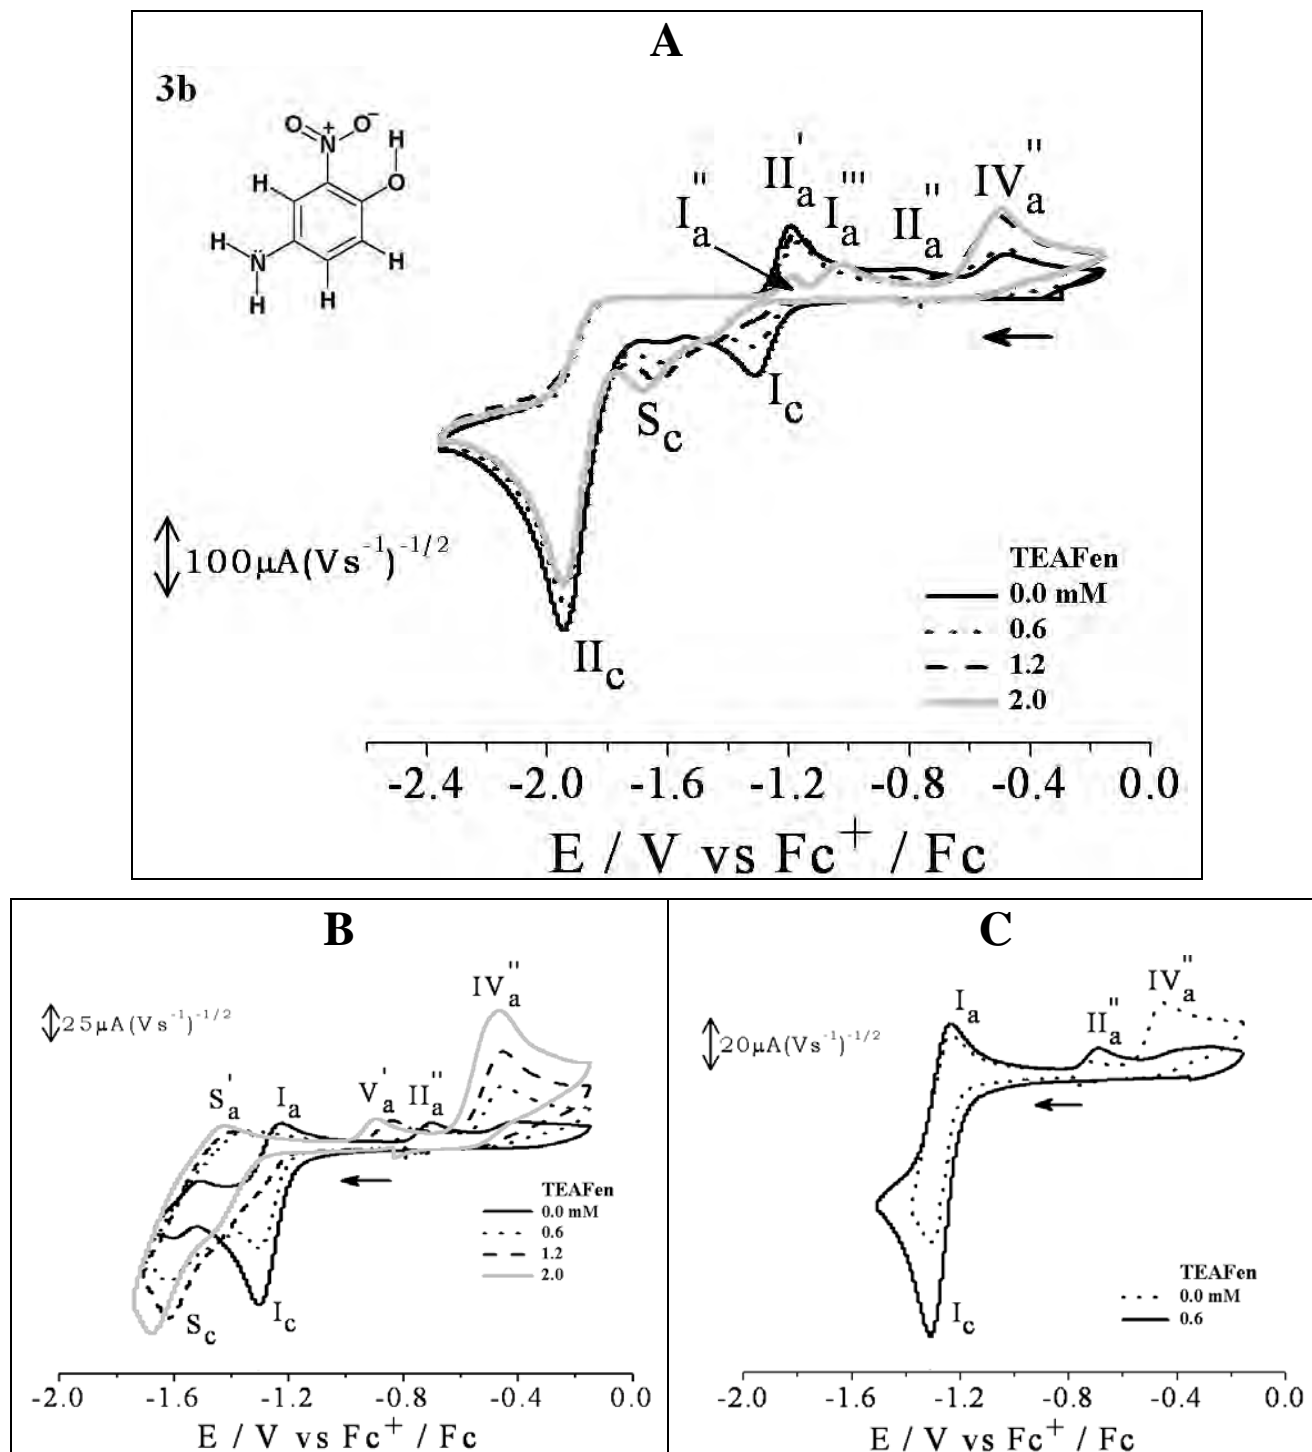 A
3b
O N+ O−
H
O
H
H
N
H
H
H
I''a
II'a
I'''a
II''a
IV''a
Ic
Sc
IIc
100μA(Vs-1)-1/2
TEAFen
0.0 mM
0.6
1.2
2.0
-2.4 -2.0 -1.6 -1.2 -0.8 -0.4 0.0
E / V vs Fc+ / Fc
B
25μA(Vs-1)-1/2
IV''a
S'a
Ia
V'a
II''a
Sc
Ic
TEAFen
0.0 mM
0.6
1.2
2.0
-2.0 -1.6 -1.2 -0.8 -0.4 0.0
E / V vs Fc+ / Fc
C
20μA(Vs-1)-1/2
Ia
II''a
IV''a
Ic
TEAFen
0.0 mM
0.6
-2.0 -1.6 -1.2 -0.8 -0.4 0.0
E / V vs Fc+ / Fc